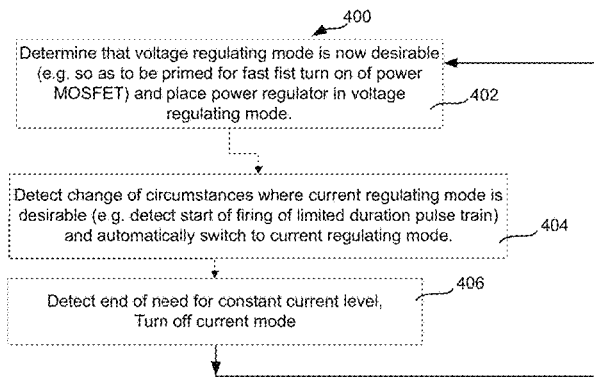 400
Determine that voltage regulating mode is now desirable
(e.g. so as to be primed for fast fist turn on of power
MOSFET) and place power regulator in voltage
regulating mode.
402
Detect change of circumstances where current regulating mode is
desirable (e.g. detect start of firing of limited duration pulse train)
and automatically switch to current regulating mode.
404
Detect end of need for constant current level,
Turn off current mode
406